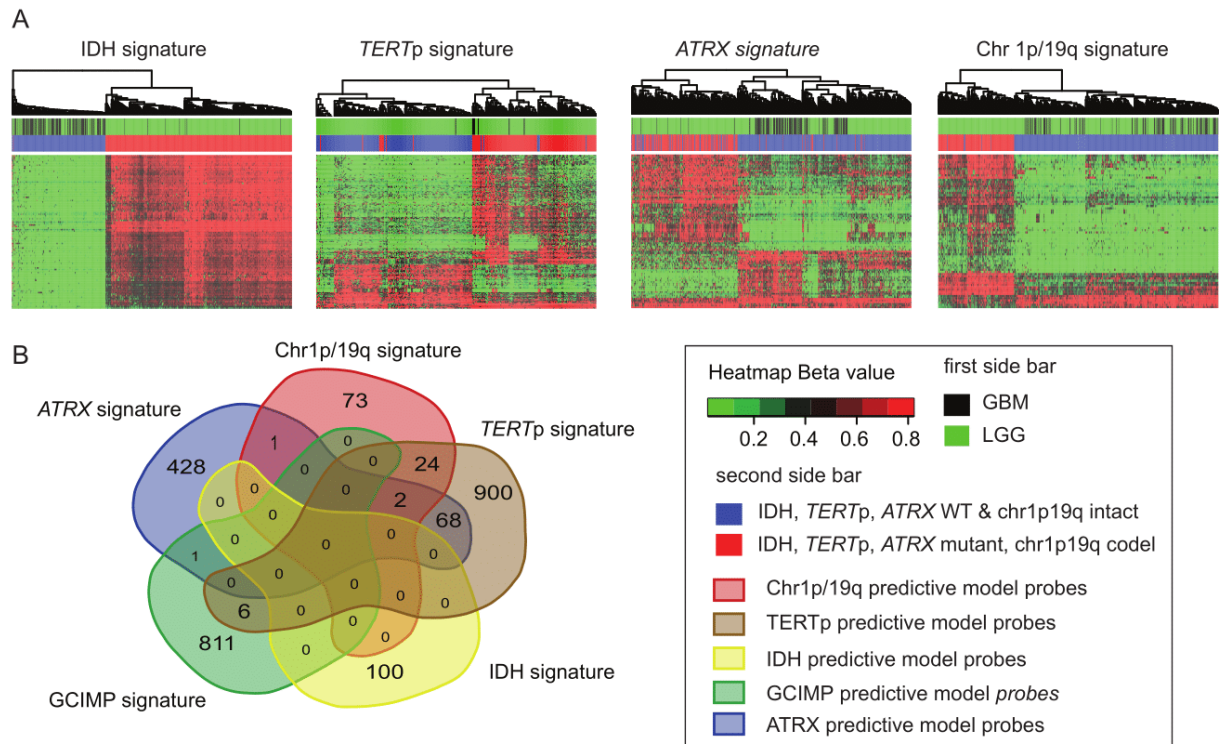 A
IDH signature
TERTp signature
ATRX signature
Chr 1p/19q signature
B
Chr1p/19q signature
ATRX signature
TERTp signature
73
1
0
0
24
900
428
0
0
0
0
0
2
68
0
0
0
0
0
1
0
0
0
0
0
6
0
0
0
811
0
0
100
GCIMP signature
IDH signature
Heatmap Beta value
0.2 0.4 0.6 0.8
first side bar
GBM
LGG
second side bar
IDH, TERTp, ATRX WT & chr1p19q intact
IDH, TERTp, ATRX mutant, chr1p19q codel
Chr1p/19q predictive model probes
TERTp predictive model probes
IDH predictive model probes
GCIMP predictive model probes
ATRX predictive model probes